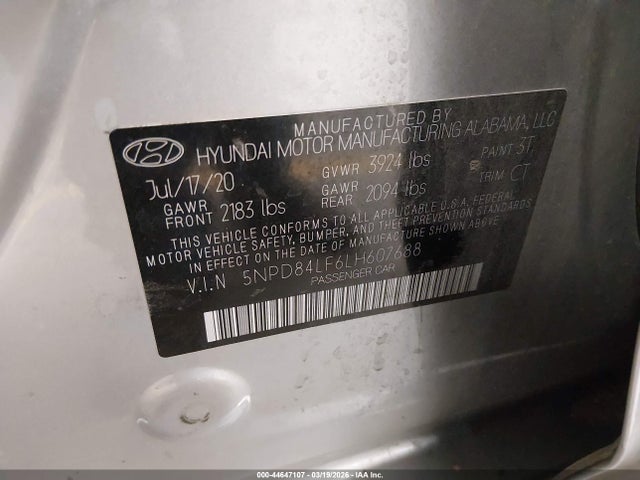 MANUFACTURED BY
HYUNDAI MOTOR MANUFACTURING ALABAMA, LLC
Jul/17/20 GVWR 3924 lbs PAINT 3T
GAWR FRONT 2183 lbs GAWR REAR 2094 lbs TRIM CT
THIS VEHICLE CONFORMS TO ALL APPLICABLE U.S.A. FEDERAL
MOTOR VEHICLE SAFETY, BUMPER, AND THEFT PREVENTION STANDARDS
IN EFFECT ON THE DATE OF MANUFACTURE SHOWN ABOVE.
V.I.N 5NPD84LF6LH607688
PASSENGER CAR
000-44647107 - 03/19/2026 - IAA Inc.